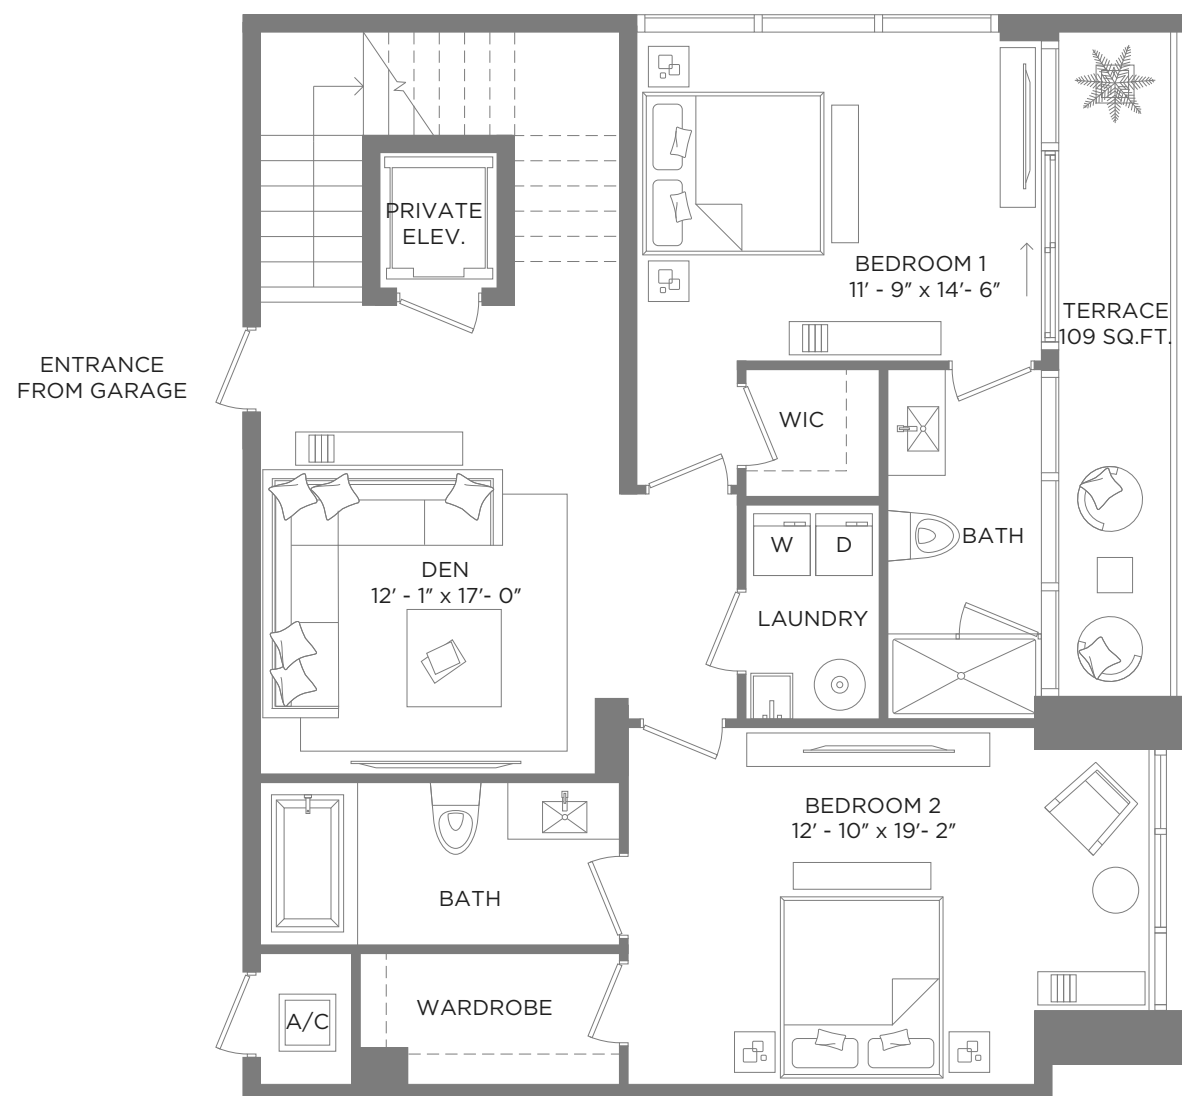 PRIVATE
ELEV.
BEDROOM 1
11' - 9" x 14'- 6"
TERRACE
109 SQ.FT.
ENTRANCE
FROM GARAGE
WIC
BATH
W
D
DEN
12' - 1" x 17'- 0"
LAUNDRY
BEDROOM 2
12' - 10" x 19'- 2"
BATH
WARDROBE
A/C